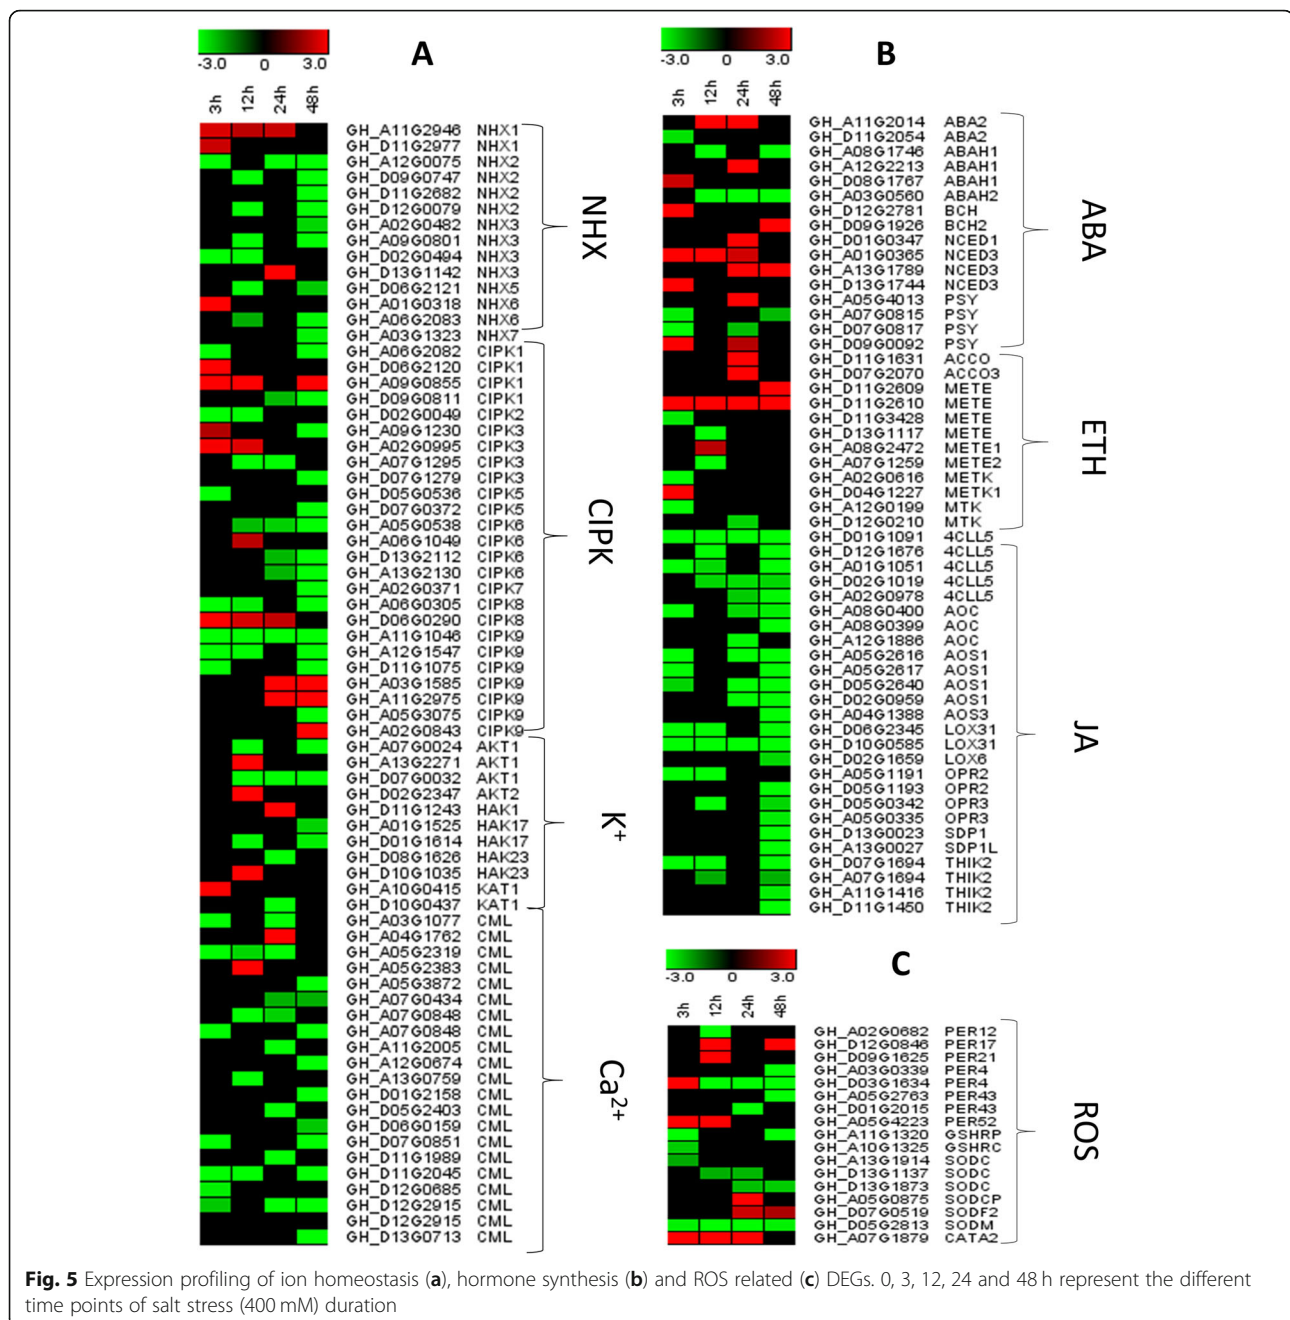 A
-3.0 0 3.0
3h 12h 24h 48h
GH_A11G2946 NHX1
GH_D11G2977 NHX1
GH_A12G0075 NHX2
GH_D09G0747 NHX2
GH_D11G2682 NHX2
GH_D12G0079 NHX2
GH_A02G0482 NHX3
GH_A09G0801 NHX3
GH_D02G0494 NHX3
GH_D13G1142 NHX3
GH_D06G2121 NHX5
GH_A01G0318 NHX6
GH_A06G2083 NHX6
GH_A03G1323 NHX7
GH_A06G2082 CIPK1
GH_D06G2120 CIPK1
GH_A09G0855 CIPK1
GH_D09G0811 CIPK1
GH_D02G0049 CIPK2
GH_A09G1230 CIPK3
GH_A02G0995 CIPK3
GH_A07G1295 CIPK3
GH_D07G1279 CIPK3
GH_D05G0536 CIPK5
GH_D07G0372 CIPK5
GH_A05G0538 CIPK6
GH_A06G1049 CIPK6
GH_D13G2112 CIPK6
GH_A13G2130 CIPK6
GH_A02G0371 CIPK7
GH_A06G0305 CIPK8
GH_D06G0290 CIPK8
GH_A11G1046 CIPK9
GH_A12G1547 CIPK9
GH_D11G1075 CIPK9
GH_A03G1585 CIPK9
GH_A11G2975 CIPK9
GH_A05G3075 CIPK9
GH_A02G0843 CIPK9
GH_A07G0024 AKT1
GH_A13G2271 AKT1
GH_D07G0032 AKT1
GH_D02G2347 AKT2
GH_D11G1243 HAK1
GH_A01G1525 HAK17
GH_D01G1614 HAK17
GH_D08G1626 HAK23
GH_D10G1035 HAK23
GH_A10G0415 KAT1
GH_D10G0437 KAT1
GH_A03G1077 CML
GH_A04G1762 CML
GH_A05G2319 CML
GH_A05G2383 CML
GH_A05G3872 CML
GH_A07G0434 CML
GH_A07G0848 CML
GH_A07G0848 CML
GH_A11G2005 CML
GH_A12G0674 CML
GH_A13G0759 CML
GH_D01G2158 CML
GH_D05G2403 CML
GH_D06G0159 CML
GH_D07G0851 CML
GH_D11G1989 CML
GH_D11G2045 CML
GH_D12G0685 CML
GH_D12G2915 CML
GH_D12G2915 CML
GH_D13G0713 CML
NHX
CIPK
K+
Ca2+
B
-3.0 0 3.0
3h 12h 24h 48h
GH_A11G2014 ABA2
GH_D11G2054 ABA2
GH_A08G1746 ABAH1
GH_A12G2213 ABAH1
GH_D08G1767 ABAH1
GH_A03G0560 ABAH2
GH_D12G2781 BCH
GH_D09G1926 BCH2
GH_D01G0347 NCED1
GH_A01G0365 NCED3
GH_A13G1789 NCED3
GH_D13G1744 NCED3
GH_A05G4013 PSY
GH_A07G0815 PSY
GH_D07G0817 PSY
GH_D09G0092 PSY
GH_D11G1631 ACCO
GH_D07G2070 ACCO3
GH_D11G2609 METE
GH_D11G2610 METE
GH_D11G3428 METE
GH_D13G1117 METE
GH_A08G2472 METE1
GH_A07G1259 METE2
GH_A02G0616 METK
GH_D04G1227 METK1
GH_A12G0199 MTK
GH_D12G0210 MTK
GH_D01G1091 4CLL5
GH_D12G1676 4CLL5
GH_A01G1051 4CLL5
GH_D02G1019 4CLL5
GH_A02G0978 4CLL5
GH_A08G0400 AOC
GH_A08G0399 AOC
GH_A12G1886 AOC
GH_A05G2616 AOS1
GH_A05G2617 AOS1
GH_D05G2640 AOS1
GH_D02G0959 AOS1
GH_A04G1388 AOS3
GH_D06G2345 LOX31
GH_D10G0585 LOX31
GH_D02G1659 LOX6
GH_A05G1191 OPR2
GH_D05G1193 OPR2
GH_D05G0342 OPR3
GH_A05G0335 OPR3
GH_D13G0023 SDP1
GH_A13G0027 SDP1L
GH_D07G1694 THIK2
GH_A07G1694 THIK2
GH_A11G1416 THIK2
GH_D11G1450 THIK2
ABA
ETH
JA
C
-3.0 0 3.0
3h 12h 24h 48h
GH_A02G0682 PER12
GH_D12G0846 PER17
GH_D09G1625 PER21
GH_A03G0339 PER4
GH_D03G1634 PER4
GH_A05G2763 PER43
GH_D01G2015 PER43
GH_A05G4223 PER52
GH_A11G1320 GSHRP
GH_A10G1325 GSHRC
GH_A13G1914 SODC
GH_D13G1137 SODC
GH_D13G1873 SODC
GH_A05G0875 SODCP
GH_D07G0519 SODF2
GH_D05G2813 SODM
GH_A07G1879 CATA2
ROS
Fig. 5 Expression profiling of ion homeostasis (a), hormone synthesis (b) and ROS related (c) DEGs. 0, 3, 12, 24 and 48 h represent the different
time points of salt stress (400 mM) duration